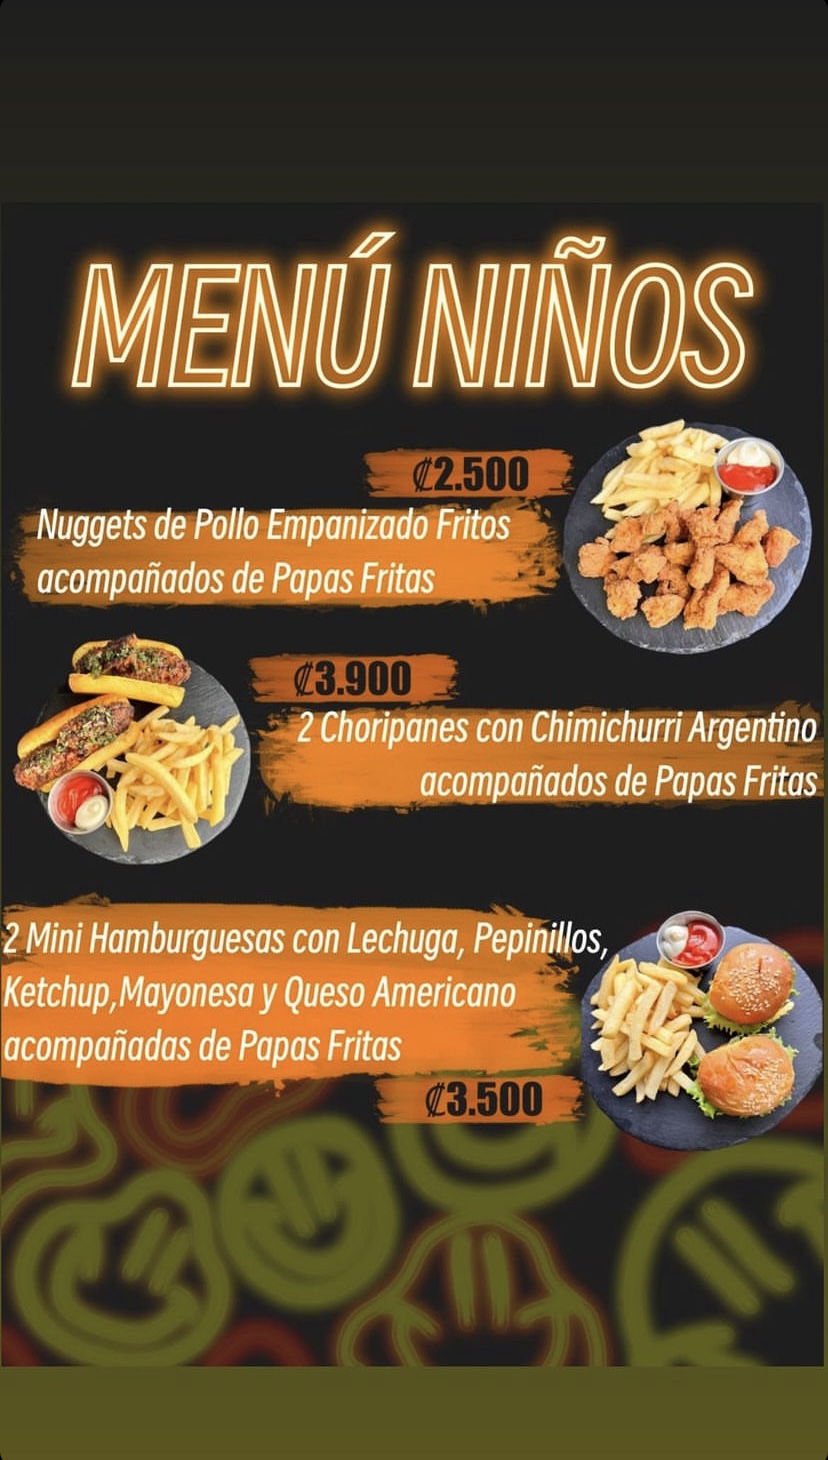 MENÚ NIÑOS
₡2.500
Nuggets de Pollo Empanizado Fritos
acompañados de Papas Fritas
₡3.900
2 Choripanes con Chimichurri Argentino
acompañados de Papas Fritas
2 Mini Hamburguesas con Lechuga, Pepinillos,
Ketchup,Mayonesa y Queso Americano
acompañadas de Papas Fritas
₡3.500